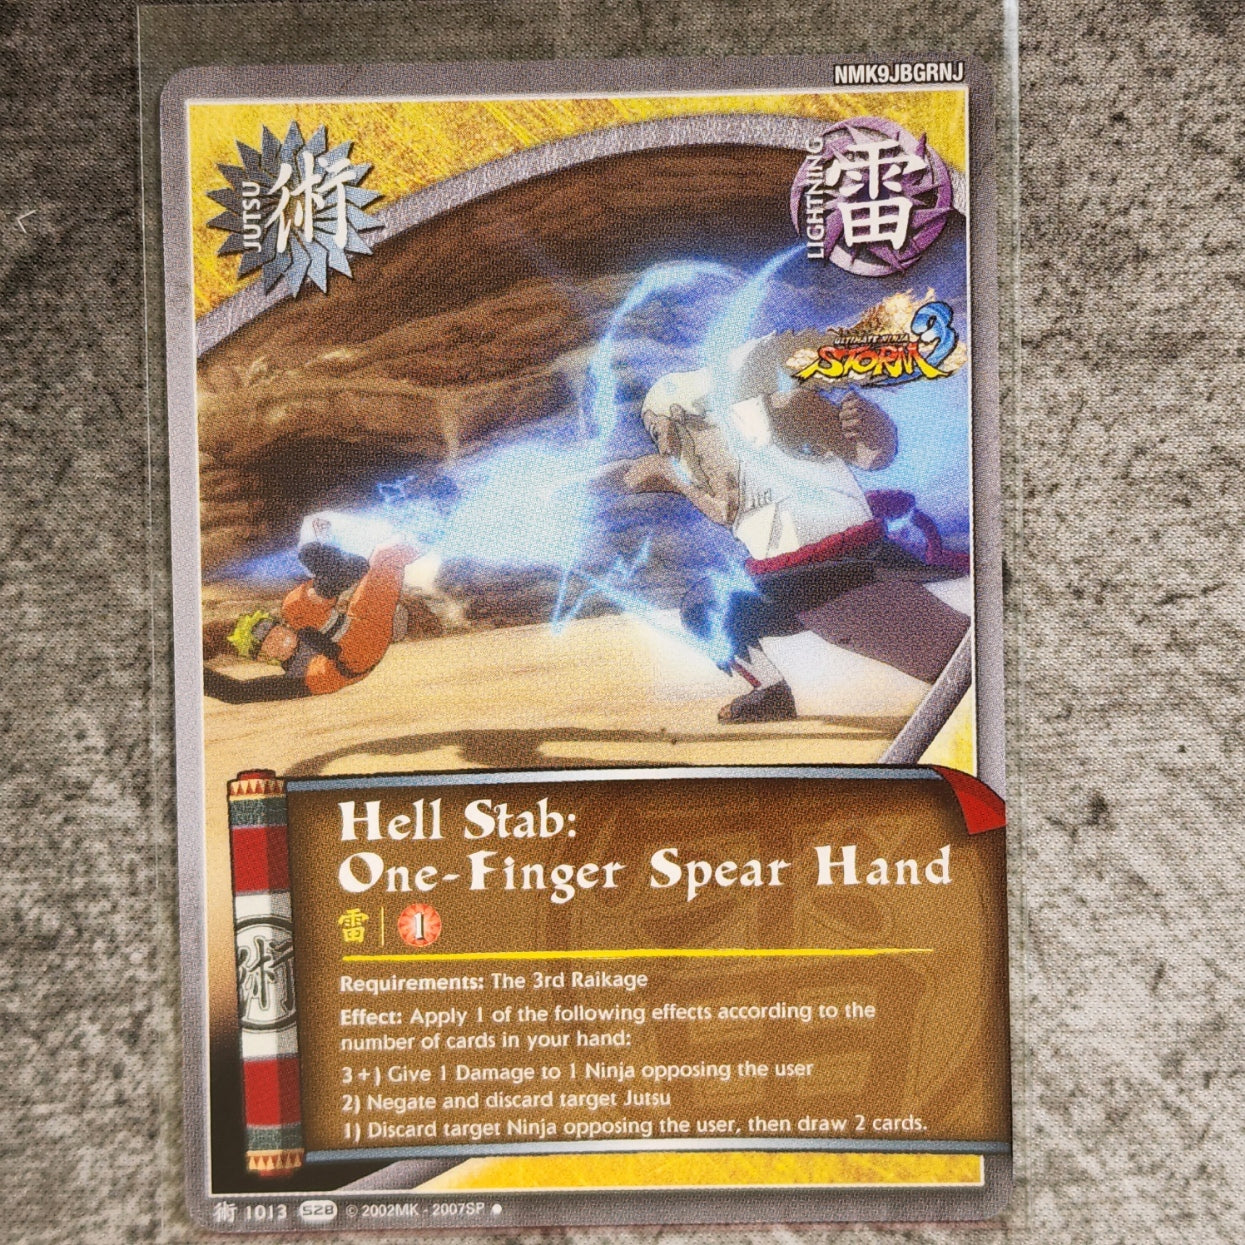 NMK9JBGRNJ
JUTSU
術
LIGHTNING
雷
ULTIMATE NINJA
STORM 3
Hell Stab:
One-Finger Spear Hand
雷 | 1
術
Requirements: The 3rd Raikage
Effect: Apply 1 of the following effects according to the
number of cards in your hand:
3+) Give 1 Damage to 1 Ninja opposing the user
2) Negate and discard target Jutsu
1) Discard target Ninja opposing the user, then draw 2 cards.
術 1013 S28 © 2002MK - 2007SP ●